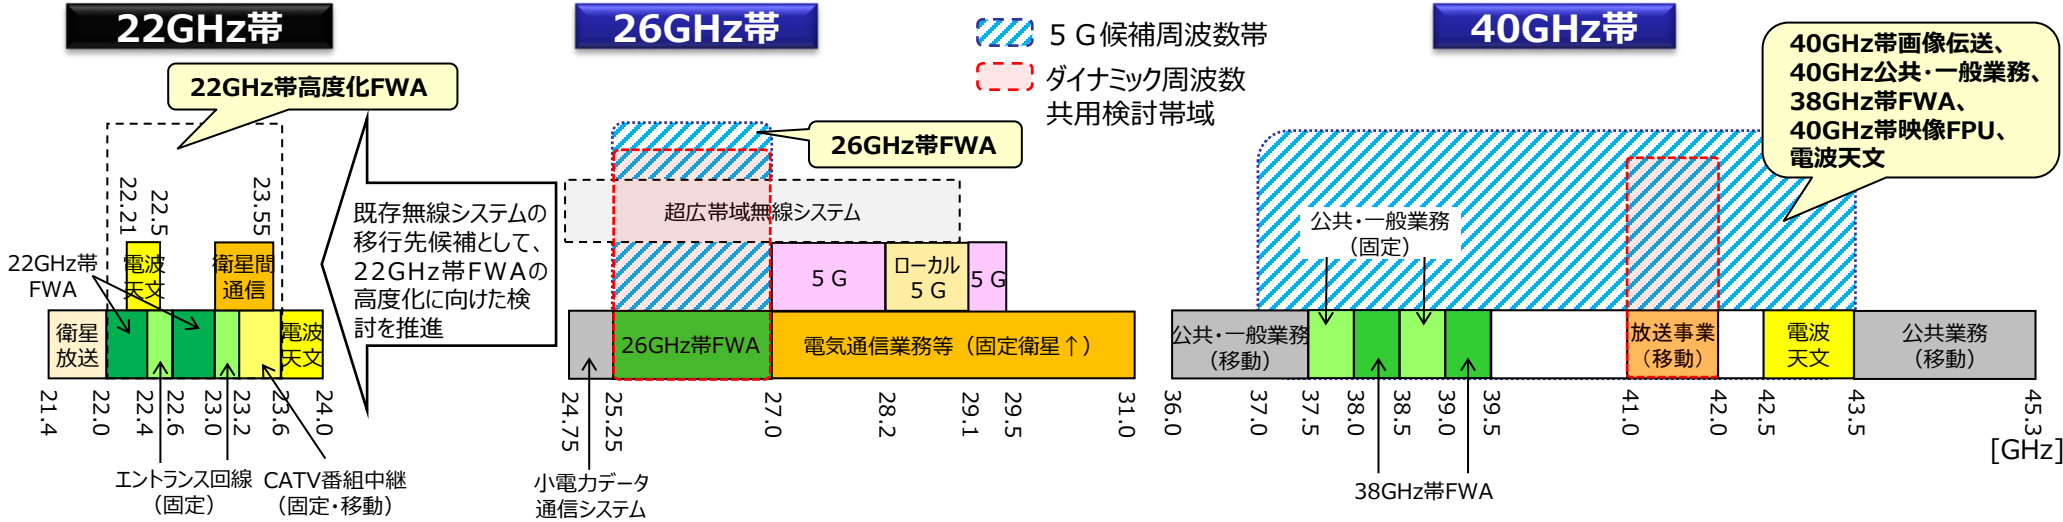 22GHz帯
22GHz帯高度化FWA
22.21
22.5
23.55
22GHz帯
FWA
電波
天文
衛星間
通信
衛星
放送
電波
天文
21.4
22.0
22.4
22.6
23.0
23.2
23.6
24.0
エントランス回線
(固定)
CATV番組中継
(固定・移動)
既存無線システムの
移行先候補として、
22GHz帯FWAの
高度化に向けた検
討を推進
26GHz帯
5G候補周波数帯
ダイナミック周波数
共用検討帯域
26GHz帯FWA
超広帯域無線システム
5G
ローカル
5G
5G
26GHz帯FWA
電気通信業務等(固定衛星↑)
24.75
25.25
27.0
28.2
29.1
29.5
31.0
小電力データ
通信システム
40GHz帯
40GHz帯画像伝送、
40GHz公共・一般業務、
38GHz帯FWA、
40GHz帯映像FPU、
電波天文
公共・一般業務
(固定)
公共・一般業務
(移動)
放送事業
(移動)
電波
天文
公共業務
(移動)
36.0
37.0
37.5
38.0
38.5
39.0
39.5
41.0
42.0
42.5
43.5
45.3
[GHz]
38GHz帯FWA